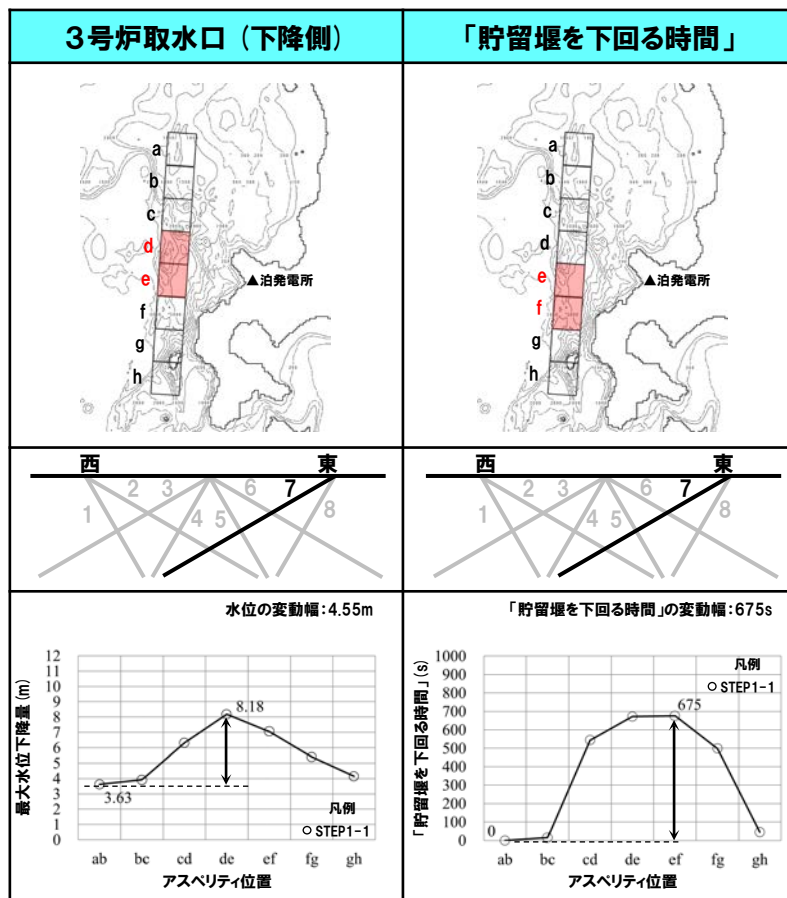 ３号炉取水口（下降側）
「貯留堰を下回る時間」
a
b
c
d
e
f
g
h
▲泊発電所
a
b
c
d
e
f
g
h
▲泊発電所
西
東
1
2
3
4
5
6
7
8
西
東
1
2
3
4
5
6
7
8
水位の変動幅：4.55m
最大水位下降量(m)
12
11
10
9
8
7
6
5
4
3
2
1
0
8.18
3.63
凡例
○ STEP1-1
ab bc cd de ef fg gh
アスペリティ位置
「貯留堰を下回る時間」の変動幅：675s
「貯留堰を下回る時間」(s)
1000
900
800
700
600
500
400
300
200
100
0
凡例
○ STEP1-1
675
0
ab bc cd de ef fg gh
アスペリティ位置